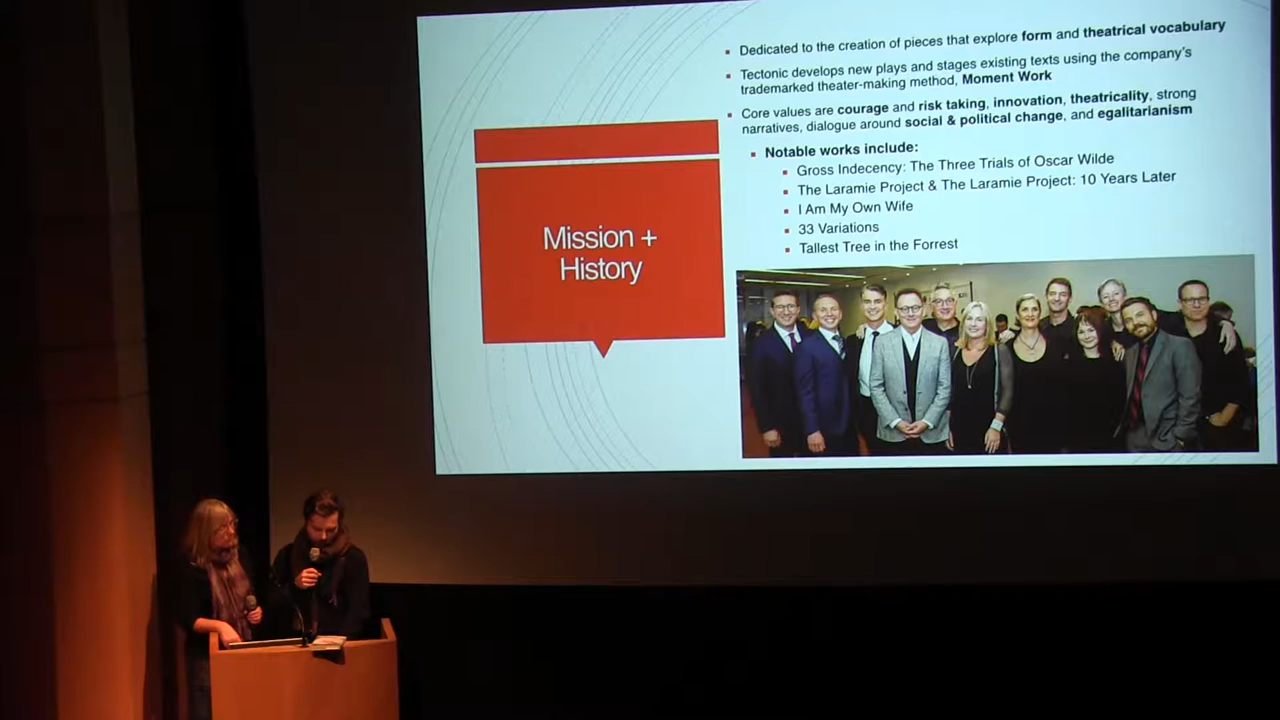 Mission +
History
Dedicated to the creation of pieces that explore form and theatrical vocabulary
Tectonic develops new plays and stages existing texts using the company's
trademarked theater-making method, Moment Work
Core values are courage and risk taking, innovation, theatricality, strong
narratives, dialogue around social & political change, and egalitarianism
Notable works include:
Gross Indecency: The Three Trials of Oscar Wilde
The Laramie Project & The Laramie Project: 10 Years Later
I Am My Own Wife
33 Variations
Tallest Tree in the Forrest